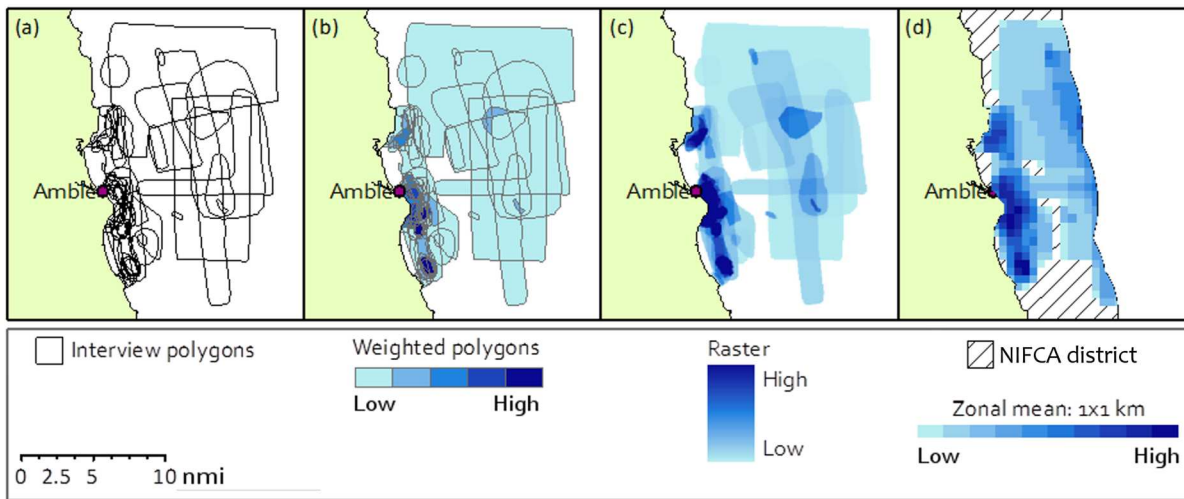 (a)
(b)
(c)
(d)
Amble
Amble
Amble
Amble
Interview polygons
Weighted polygons
Low High
Raster
High
Low
NIFCA district
Zonal mean: 1x1 km
Low High
0 2.5 5 10 nmi